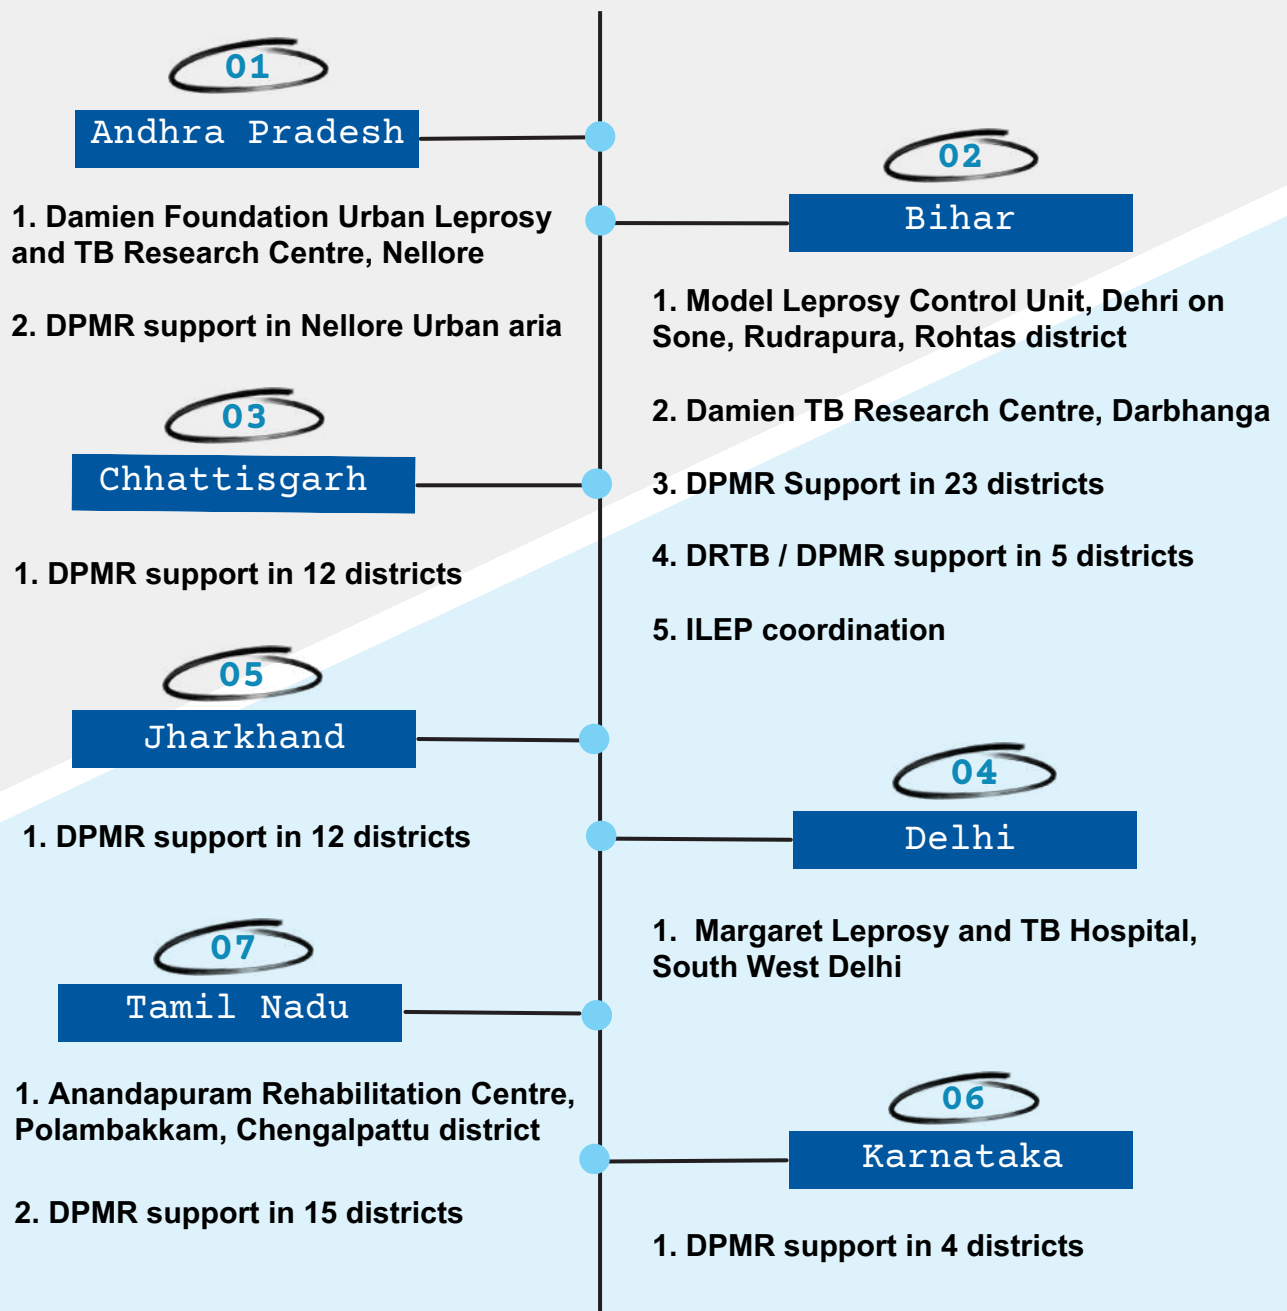 01
Andhra Pradesh
1. Damien Foundation Urban Leprosy
and TB Research Centre, Nellore
2. DPMR support in Nellore Urban aria
02
Bihar
1. Model Leprosy Control Unit, Dehri on
Sone, Rudrapura, Rohtas district
2. Damien TB Research Centre, Darbhanga
3. DPMR Support in 23 districts
4. DRTB / DPMR support in 5 districts
5. ILEP coordination
03
Chhattisgarh
1. DPMR support in 12 districts
05
Jharkhand
1. DPMR support in 12 districts
04
Delhi
1.  Margaret Leprosy and TB Hospital,
South West Delhi
07
Tamil Nadu
1. Anandapuram Rehabilitation Centre,
Polambakkam, Chengalpattu district
2. DPMR support in 15 districts
06
Karnataka
1. DPMR support in 4 districts